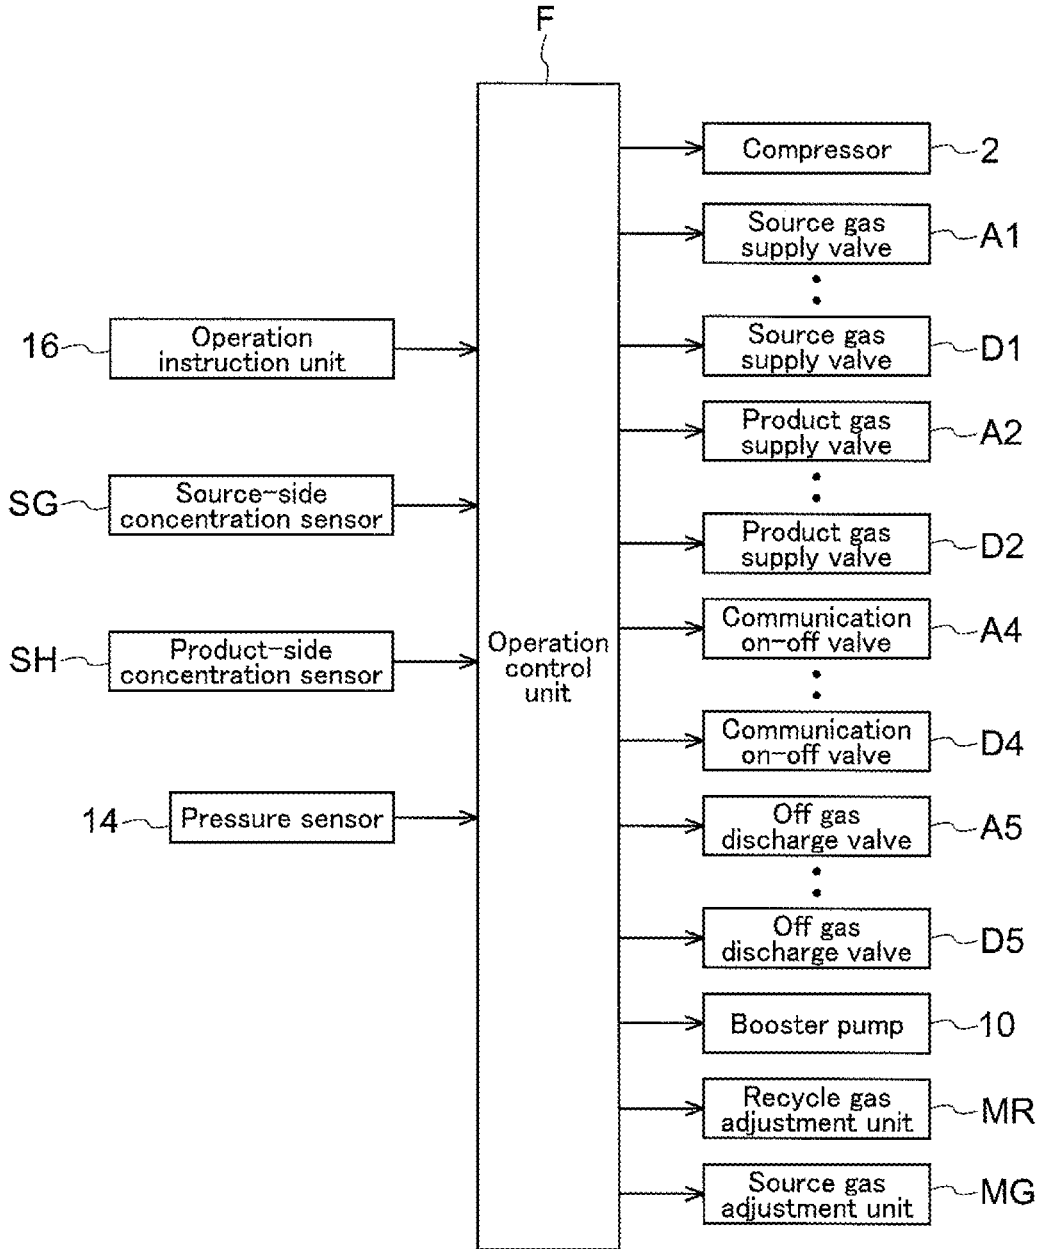 F
Compressor
2
Source gas
supply valve
A1
16
Operation
instruction unit
Source gas
supply valve
D1
Product gas
supply valve
A2
SG
Source-side
concentration sensor
Product gas
supply valve
D2
SH
Product-side
concentration sensor
Operation
control
unit
Communication
on-off valve
A4
Communication
on-off valve
D4
14
Pressure sensor
Off gas
discharge valve
A5
Off gas
discharge valve
D5
Booster pump
10
Recycle gas
adjustment unit
MR
Source gas
adjustment unit
MG